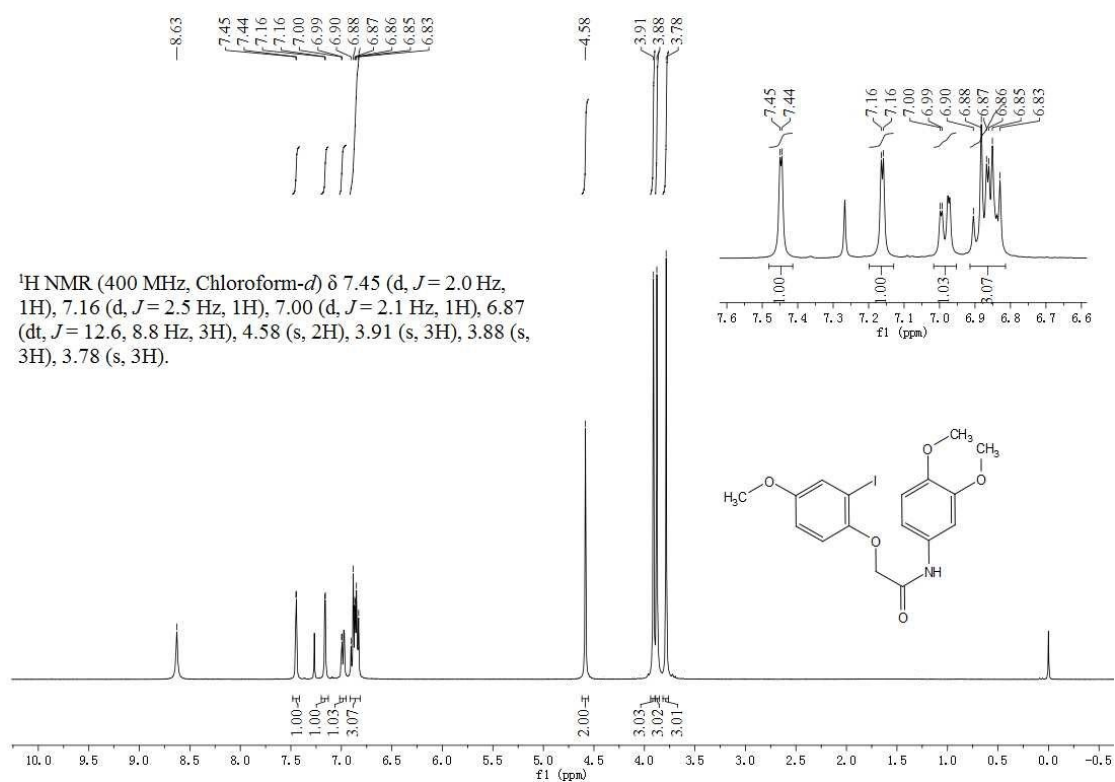 8.63
7.45
7.44
7.16
7.16
7.00
6.99
6.90
6.88
6.87
6.86
6.85
6.83
4.58
3.91
3.88
3.78
7.45
7.44
7.16
7.16
7.00
6.99
6.90
6.88
6.87
6.86
6.85
6.83
1.00
1.00
1.03
3.07
7.6 7.5 7.4 7.3 7.2 7.1 7.0 6.9 6.8 6.7 6.6
f1 (ppm)
¹H NMR (400 MHz, Chloroform-d) δ 7.45 (d, J = 2.0 Hz,
1H), 7.16 (d, J = 2.5 Hz, 1H), 7.00 (d, J = 2.1 Hz, 1H), 6.87
(dt, J = 12.6, 8.8 Hz, 3H), 4.58 (s, 2H), 3.91 (s, 3H), 3.88 (s,
3H), 3.78 (s, 3H).
CH₃
O
CH₃
O
O
H₃C
I
O
NH
O
1.00
1.00
1.03
3.07
2.00
3.03
3.02
3.01
10.0 9.5 9.0 8.5 8.0 7.5 7.0 6.5 6.0 5.5 5.0 4.5 4.0 3.5 3.0 2.5 2.0 1.5 1.0 0.5 0.0 -0.5
f1 (ppm)